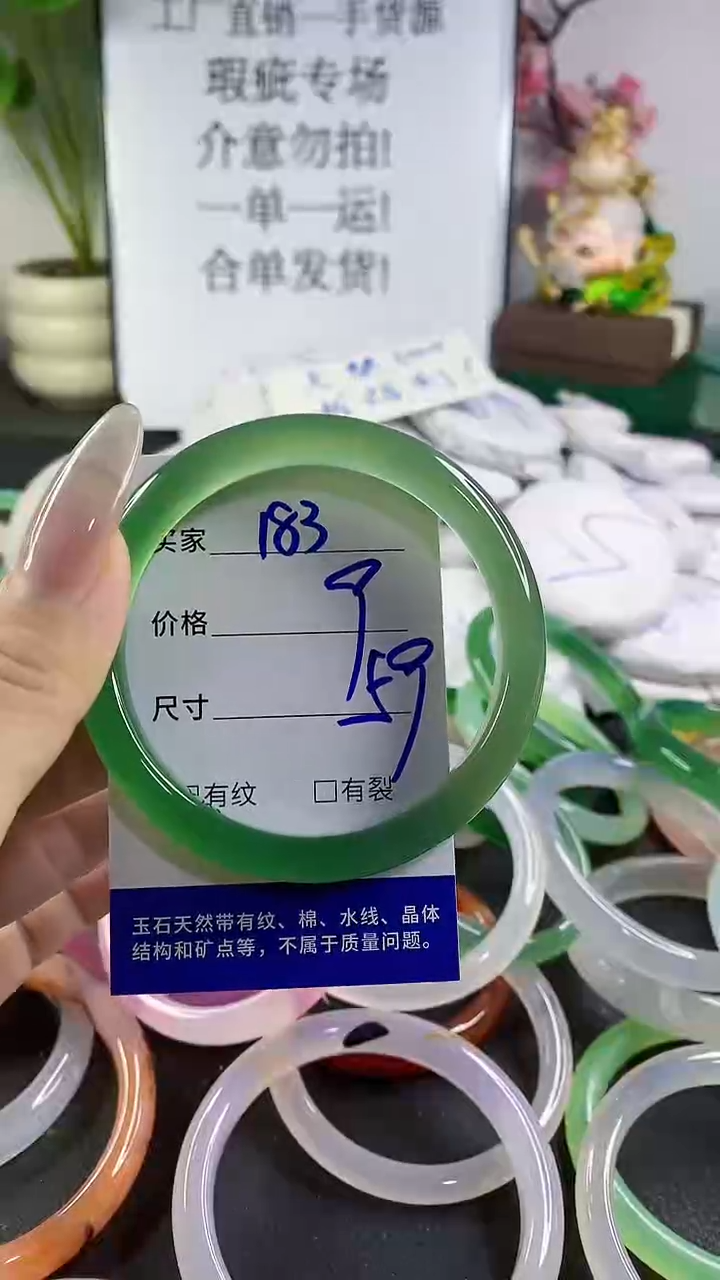 工厂直销一手货源
瑕疵专场
介意勿拍!
一单一运!
合单发货!
买家 183
价格 9
尺寸 59
有纹 □有裂
玉石天然带有纹、棉、水线、晶体
结构和矿点等，不属于质量问题。